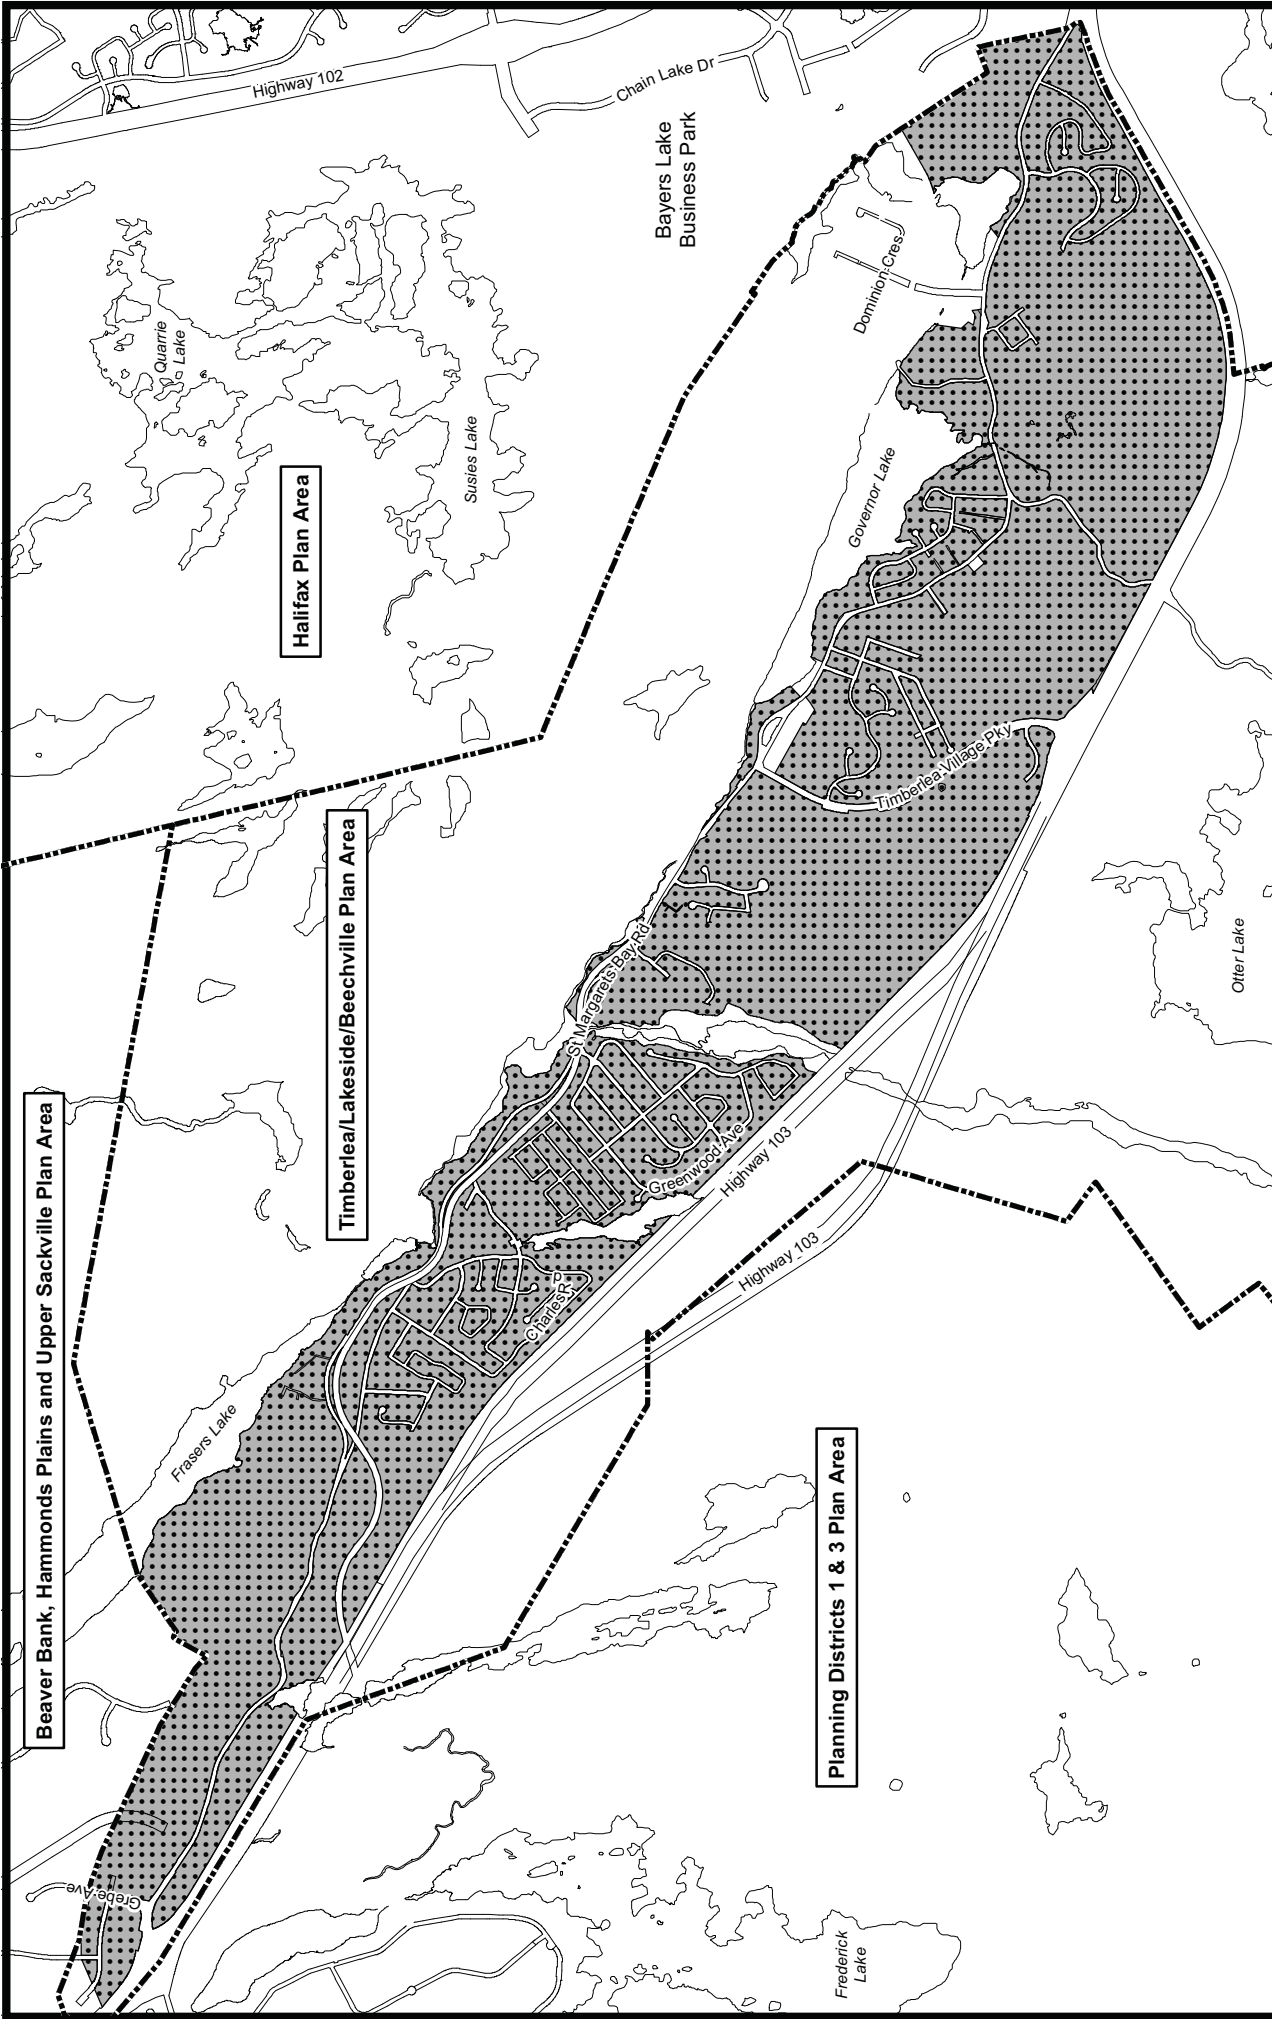 Highway 102
Chain Lake Dr
Bayers Lake
Business Park
Quarrie
Lake
Susies Lake
Halifax Plan Area
Dominion Cres
Governor Lake
Timberlea Village Pky
Timberlea/Lakeside/Beechville Plan Area
St Margarets Bay Rd
Otter Lake
Beaver Bank, Hammonds Plains and Upper Sackville Plan Area
Greenwood Ave
Highway 103
Highway 103
Charles R
p
Frasers Lake
Planning Districts 1 & 3 Plan Area
Grebe Ave
Frederick
Lake